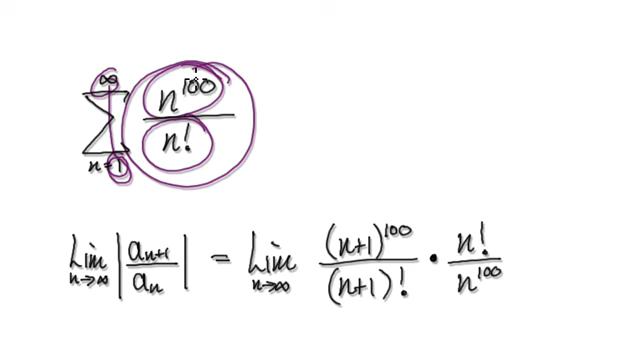 ∞
∑ n^100 / n!
n=1
Lim n→∞ |a_{n+1} / a_n| = Lim n→∞ (n+1)^100 / (n+1)! · n! / n^100